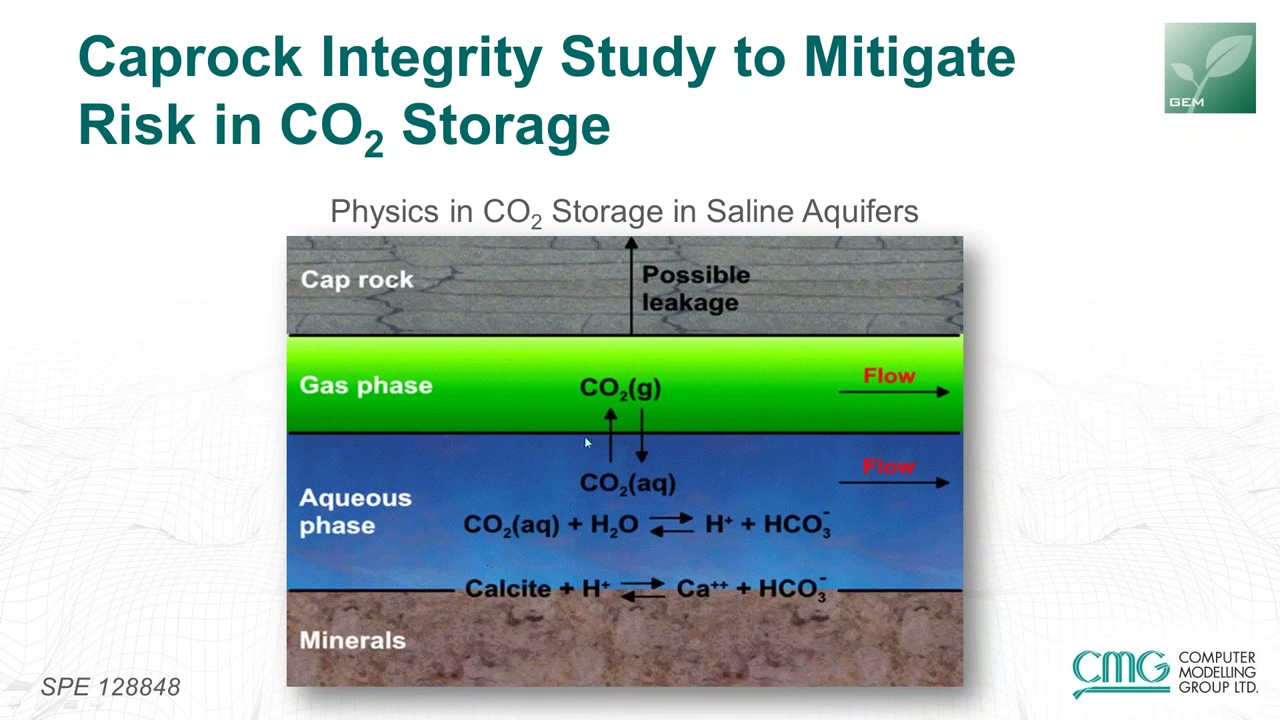 Caprock Integrity Study to Mitigate
Risk in CO₂ Storage
GEM
Physics in CO₂ Storage in Saline Aquifers
Cap rock
Possible
leakage
Gas phase
CO₂(g)
Flow
Flow
CO₂(aq)
Aqueous
phase
CO₂(aq) + H₂O ⇄ H⁺ + HCO₃⁻
Calcite + H⁺ ⇄ Ca⁺⁺ + HCO₃⁻
Minerals
SPE 128848
CMG
COMPUTER
MODELLING
GROUP LTD.